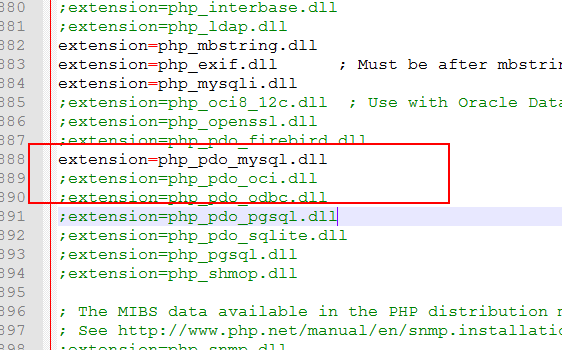 880 ;extension=php_interbase.dll
881 ;extension=php_ldap.dll
882 extension=php_mbstring.dll
883 extension=php_exif.dll ; Must be after mbstrin
884 extension=php_mysqli.dll
885 ;extension=php_oci8_12c.dll ; Use with Oracle Data
886 ;extension=php_openssl.dll
887 ;extension=php_pdo_firebird.dll
888 extension=php_pdo_mysql.dll
889 ;extension=php_pdo_oci.dll
890 ;extension=php_pdo_odbc.dll
891 ;extension=php_pdo_pgsql.dll
892 ;extension=php_pdo_sqlite.dll
893 ;extension=php_pgsql.dll
894 ;extension=php_shmop.dll
895
896 ; The MIBS data available in the PHP distribution m
897 ; See http://www.php.net/manual/en/snmp.installatio
898 ;extension=php_snmp.dll